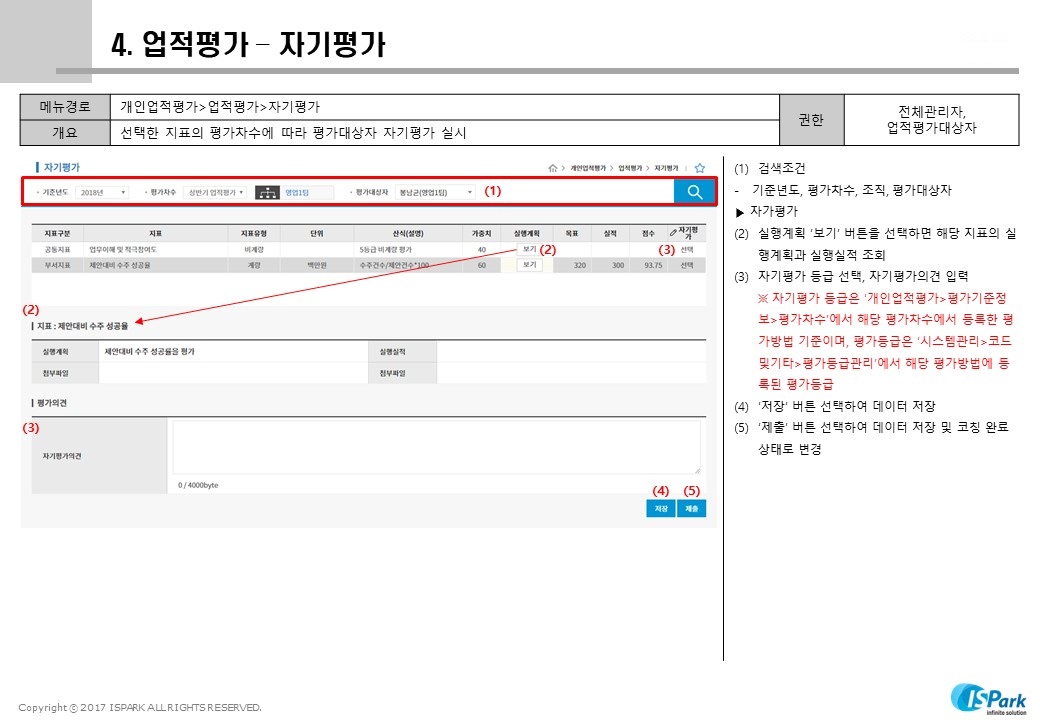 4. 업적평가 – 자기평가
메뉴경로 개인업적평가>업적평가>자기평가
개요 선택한 지표의 평가차수에 따라 평가대상자 자기평가 실시
권한
전체관리자,
업적평가대상자
자기평가
개인업적평가 > 업적평가 > 자기평가
기준년도 2018년 평가차수 상반기 업적평가 영업1팀 평가대상자 봉남군(영업1팀) (1)
지표구분 지표 지표유형 단위 산식(설명) 가중치 실행계획 목표 실적 점수 자기평가
공통지표 업무이해 및 적극참여도 비계량 5등급 비계량 평가 40 보기 (2) (3) 선택
부서지표 제안대비 수주 성공율 계량 백만원 수주건수/제안건수*100 60 보기 320 300 93.75 선택
(2)
지표 : 제안대비 수주 성공율
실행계획 제안대비 수주 성공율을 평가 실행실적
첨부파일 첨부파일
평가의견
(3)
자기평가의견
0 / 4000byte
(4) (5)
저장 제출
(1) 검색조건
- 기준년도, 평가차수, 조직, 평가대상자
▶ 자가평가
(2) 실행계획 '보기' 버튼을 선택하면 해당 지표의 실
행계획과 실행실적 조회
(3) 자기평가 등급 선택, 자기평가의견 입력
※ 자기평가 등급은 '개인업적평가>평가기준정
보>평가차수'에서 해당 평가차수에서 등록한 평
가방법 기준이며, 평가등급은 '시스템관리>코드
및기타>평가등급관리'에서 해당 평가방법에 등
록된 평가등급
(4) '저장' 버튼 선택하여 데이터 저장
(5) '제출' 버튼 선택하여 데이터 저장 및 코칭 완료
상태로 변경
Copyright ⓒ 2017 ISPARK ALL RIGHTS RESERVED.
ISPark
infinite solution